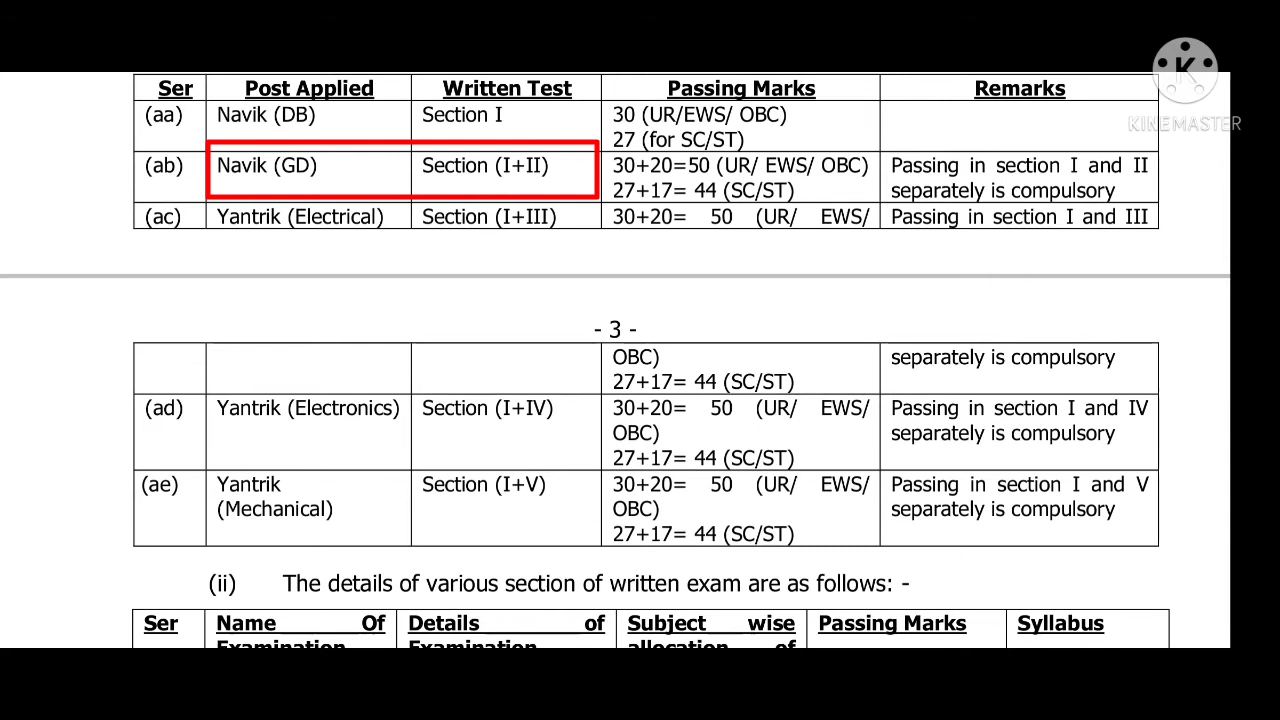 KINEMASTER
Ser Post Applied Written Test Passing Marks Remarks
(aa) Navik (DB) Section I 30 (UR/EWS/ OBC)
27 (for SC/ST)
(ab) Navik (GD) Section (I+II) 30+20=50 (UR/ EWS/ OBC) Passing in section I and II
27+17= 44 (SC/ST) separately is compulsory
(ac) Yantrik (Electrical) Section (I+III) 30+20= 50 (UR/ EWS/ Passing in section I and III
- 3 -
OBC) separately is compulsory
27+17= 44 (SC/ST)
(ad) Yantrik (Electronics) Section (I+IV) 30+20= 50 (UR/ EWS/ Passing in section I and IV
OBC) separately is compulsory
27+17= 44 (SC/ST)
(ae) Yantrik Section (I+V) 30+20= 50 (UR/ EWS/ Passing in section I and V
(Mechanical) OBC) separately is compulsory
27+17= 44 (SC/ST)
(ii) The details of various section of written exam are as follows: -
Ser Name Of Details of Subject wise Passing Marks Syllabus
Examination Examination allocation of